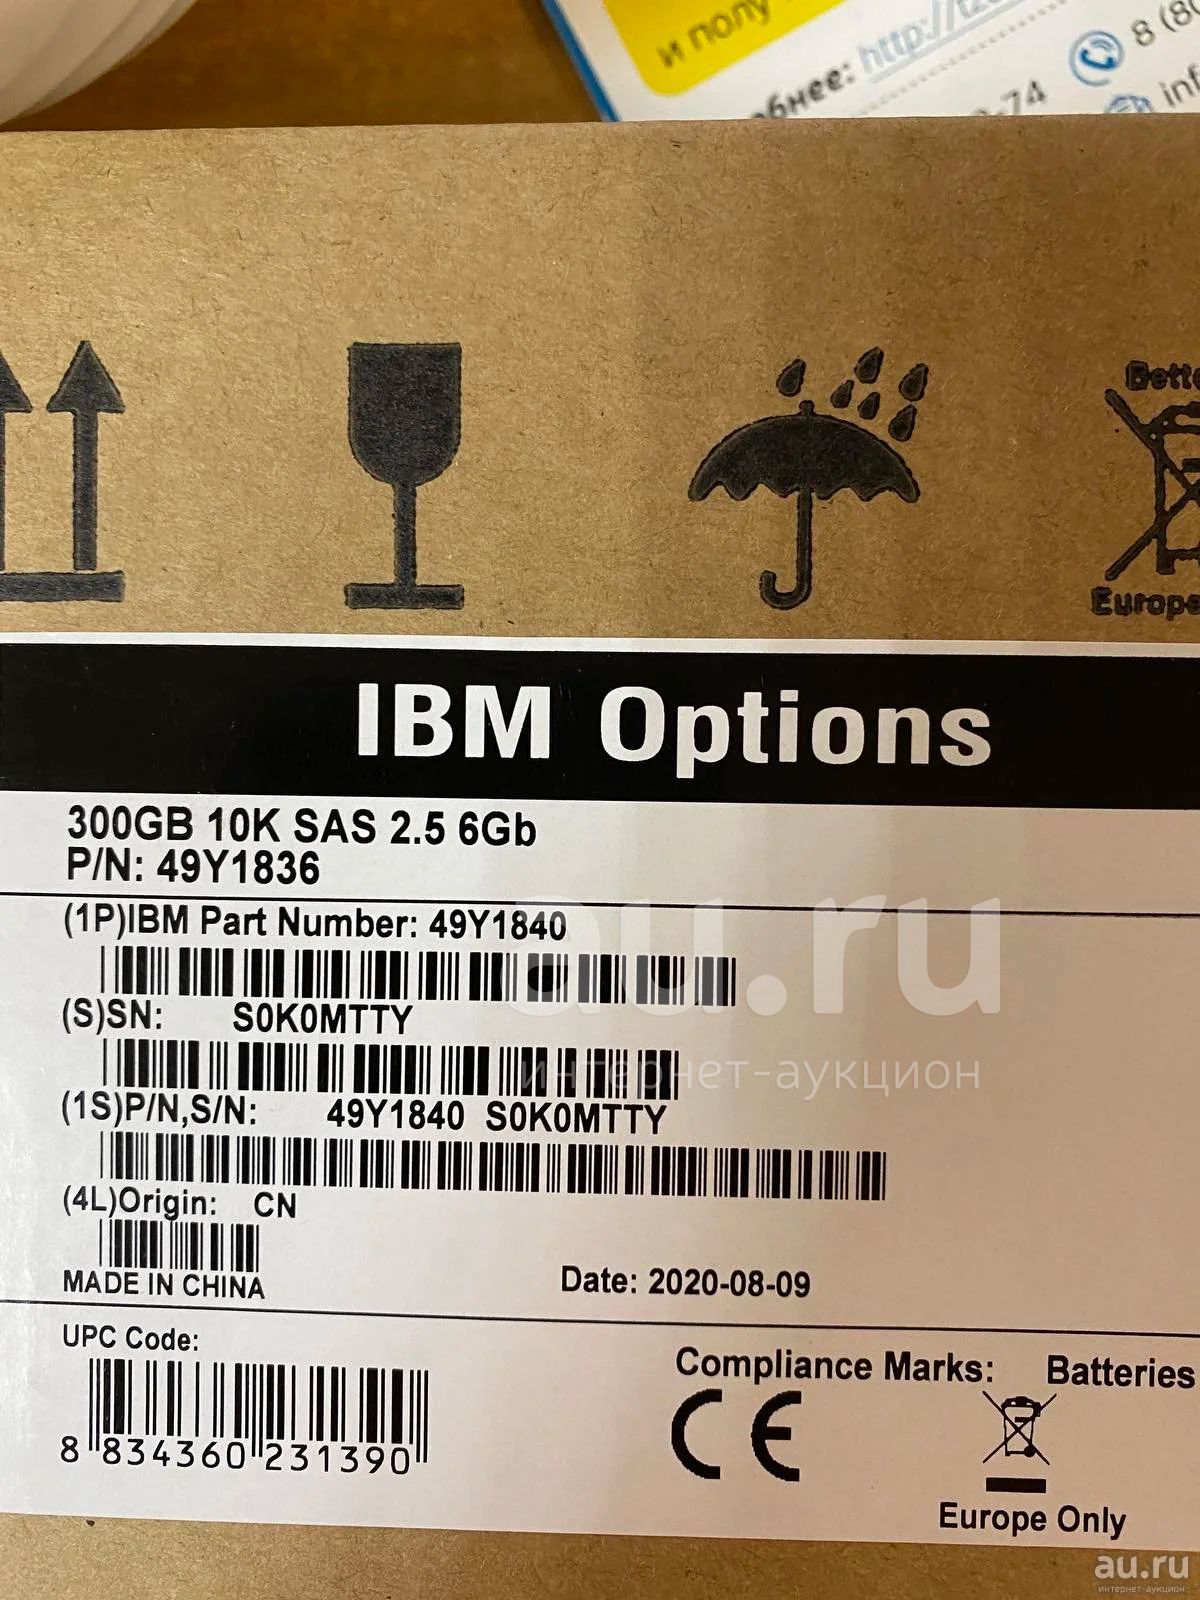 и полу
обнее: http://t2
8 (80
-74
inf
Bette
Europe
IBM Options
300GB 10K SAS 2.5 6Gb
P/N: 49Y1836
(1P)IBM Part Number: 49Y1840
(S)SN: S0K0MTTY
(1S)P/N,S/N: 49Y1840 S0K0MTTY
(4L)Origin: CN
MADE IN CHINA
Date: 2020-08-09
UPC Code:
8 834360 231390
Compliance Marks: Batteries
CE
Europe Only
au.ru
интернет-аукцион
au.ru
интернет-аукцион